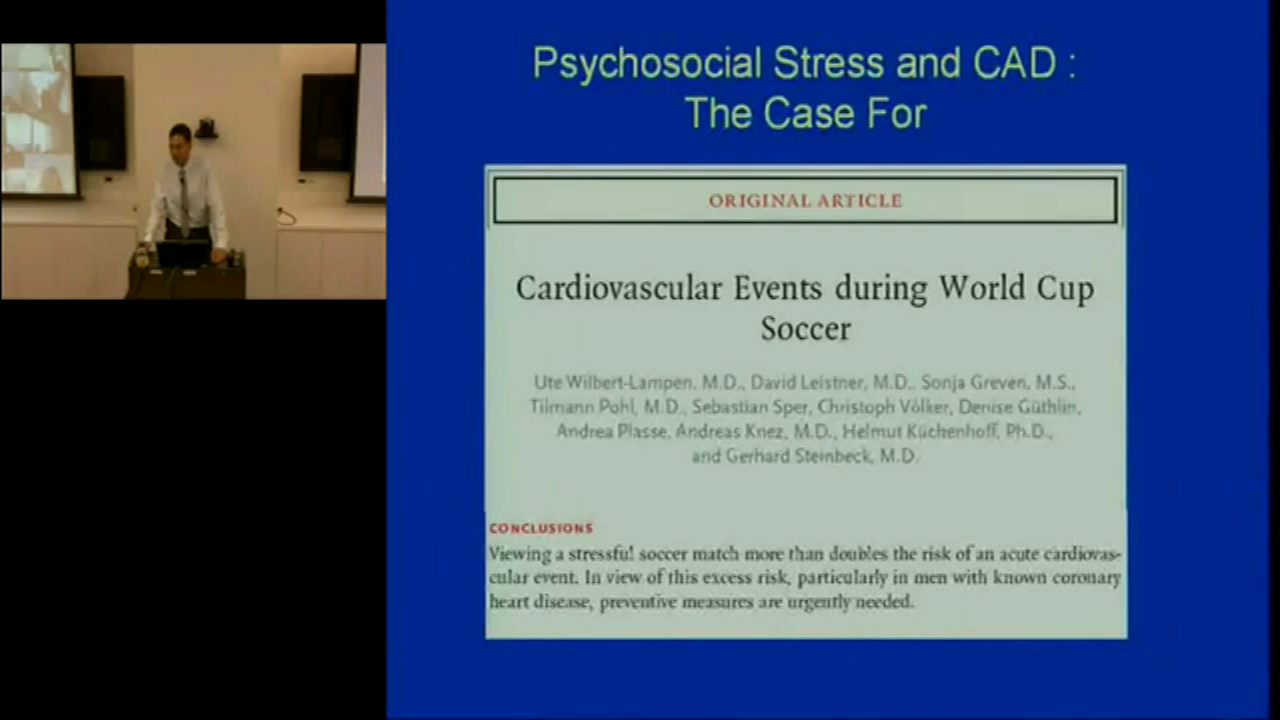 Psychosocial Stress and CAD :
The Case For
ORIGINAL ARTICLE
Cardiovascular Events during World Cup
Soccer
Ute Wilbert-Lampen, M.D., David Leistner, M.D., Sonja Greven, M.S.,
Tilmann Pohl, M.D., Sebastian Sper, Christoph Völker, Denise Güthlin,
Andrea Plasse, Andreas Knez, M.D., Helmut Küchenhoff, Ph.D.,
and Gerhard Steinbeck, M.D.
CONCLUSIONS
Viewing a stressful soccer match more than doubles the risk of an acute cardiovas-
cular event. In view of this excess risk, particularly in men with known coronary
heart disease, preventive measures are urgently needed.